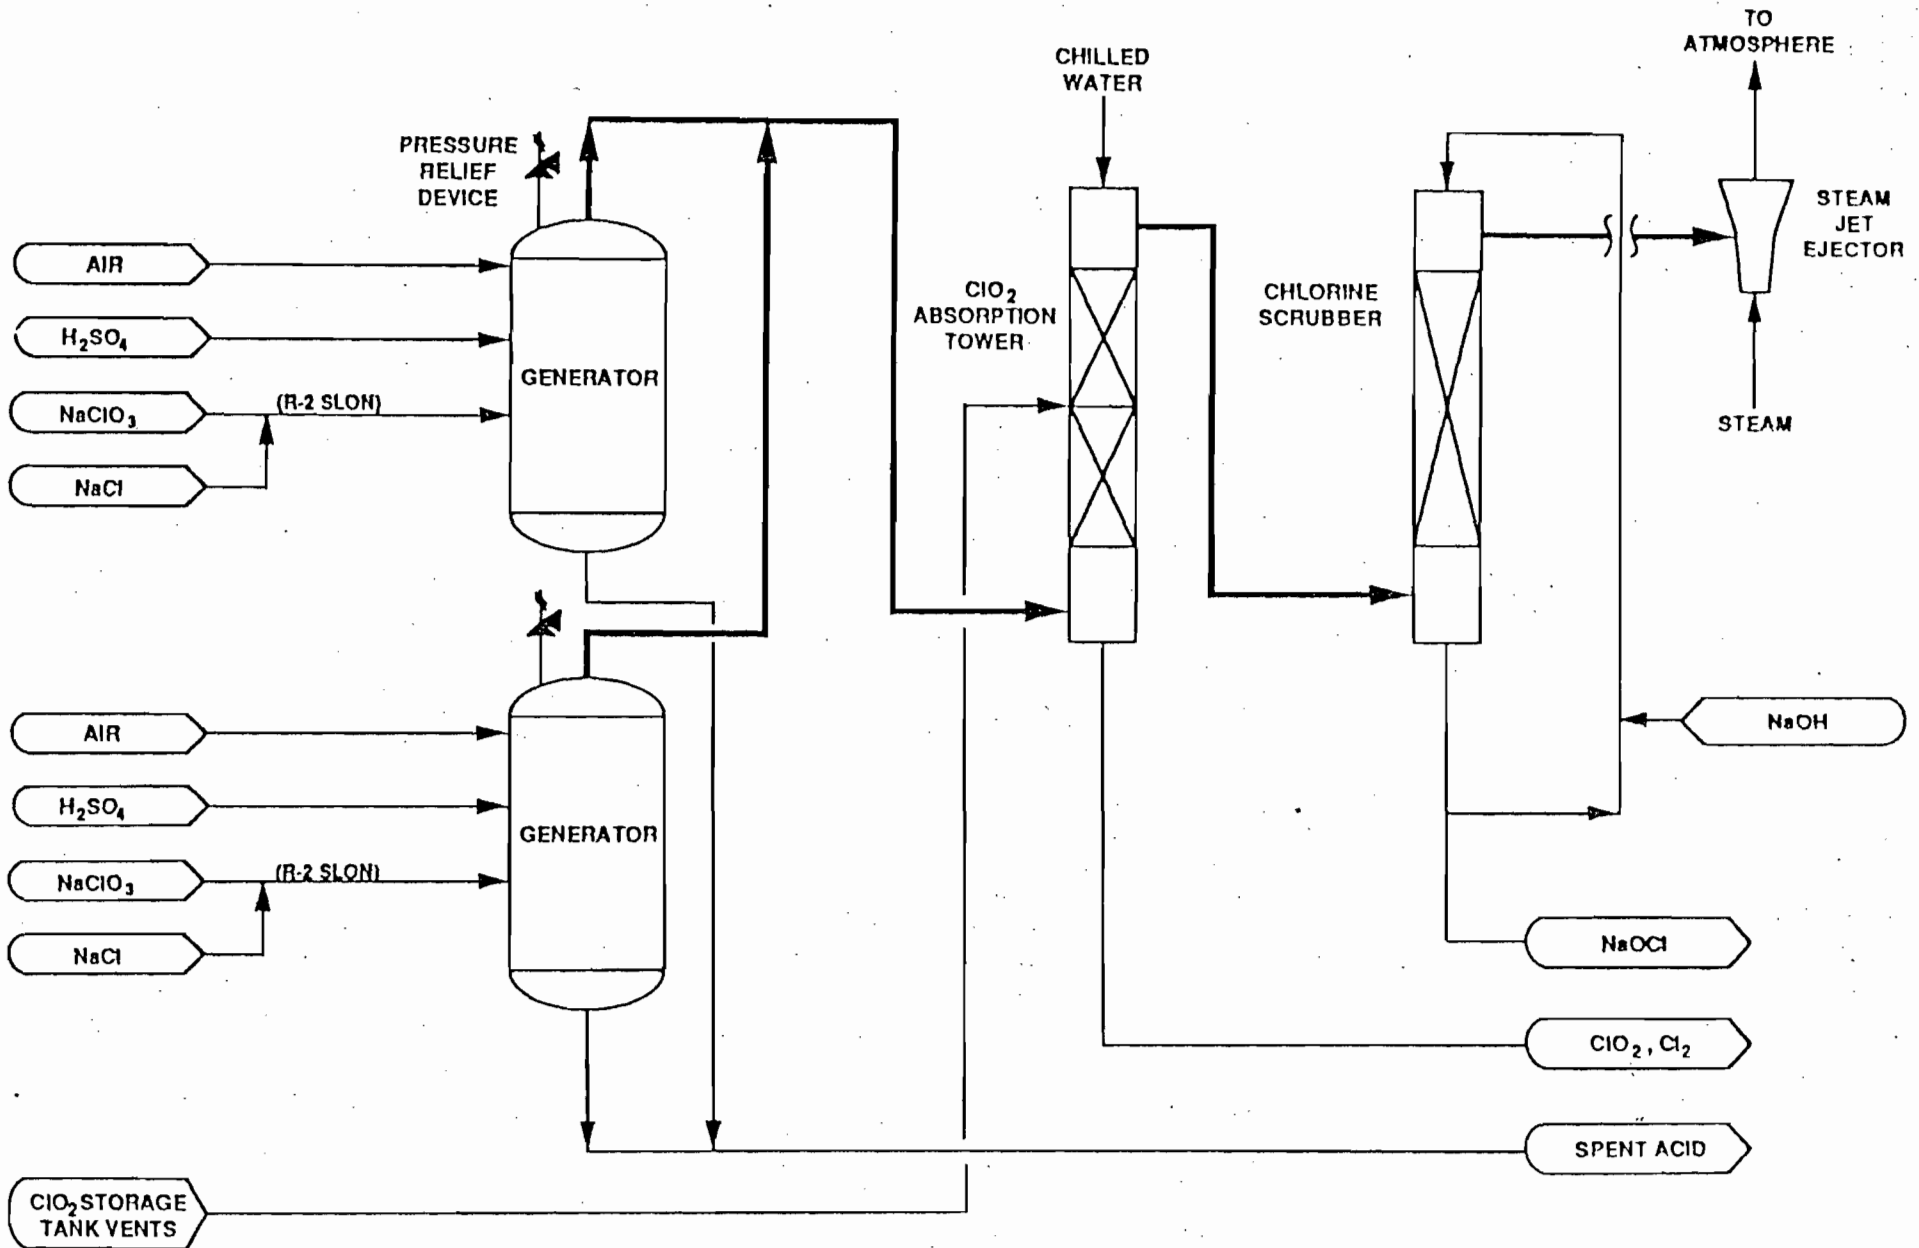 TO
ATMOSPHERE
CHILLED
WATER
PRESSURE
RELIEF
DEVICE
STEAM
JET
EJECTOR
AIR
H₂SO₄
NaClO₃
(R-2 SLON)
NaCl
GENERATOR
ClO₂
ABSORPTION
TOWER
CHLORINE
SCRUBBER
STEAM
AIR
H₂SO₄
NaClO₃
(R-2 SLON)
NaCl
GENERATOR
NaOH
NaOCl
ClO₂, Cl₂
SPENT ACID
ClO₂ STORAGE
TANK VENTS